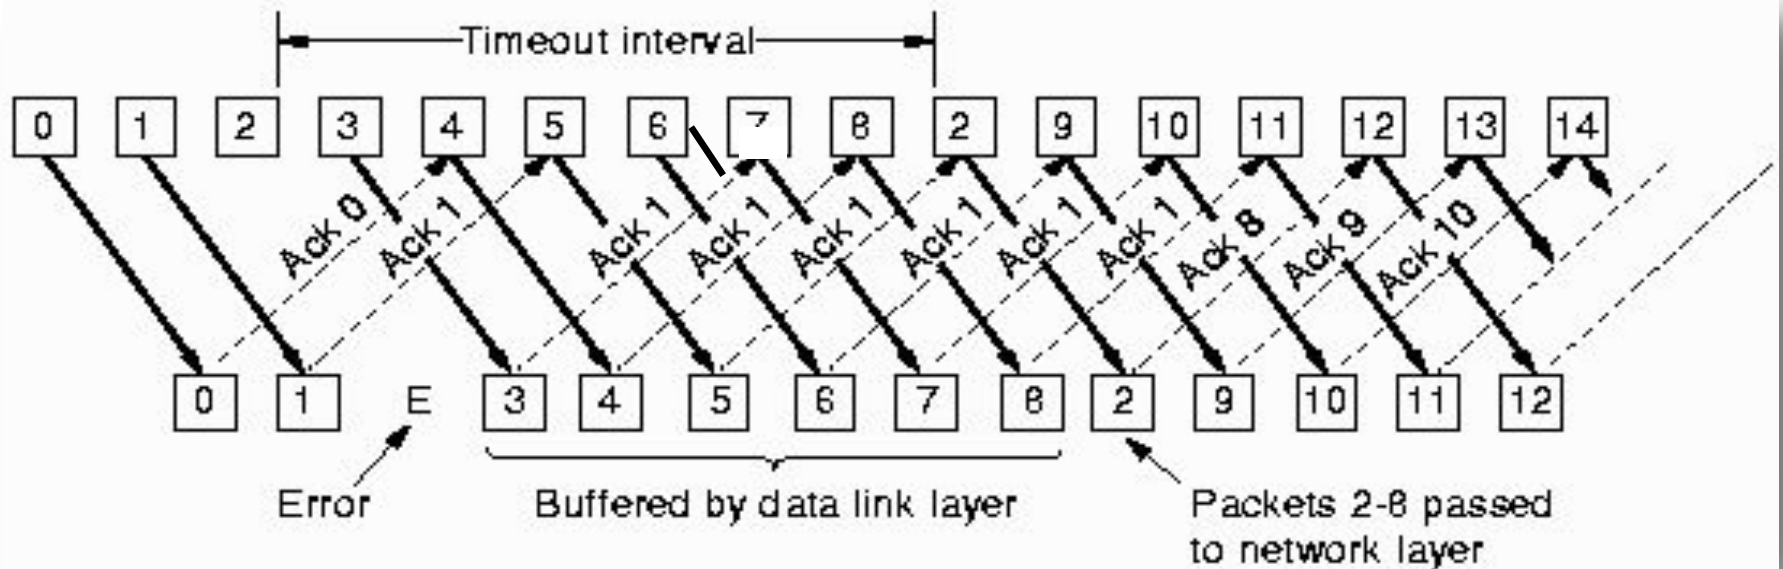 Timeout interval
0 1 2 3 4 5 6 7 8 2 9 10 11 12 13 14
Ack 0
Ack 1
Ack 1
Ack 1
Ack 1
Ack 1
Ack 1
Ack 1
Ack 8
Ack 9
Ack 10
0 1 E 3 4 5 6 7 8 2 9 10 11 12
Error
Buffered by data link layer
Packets 2-8 passed
to network layer